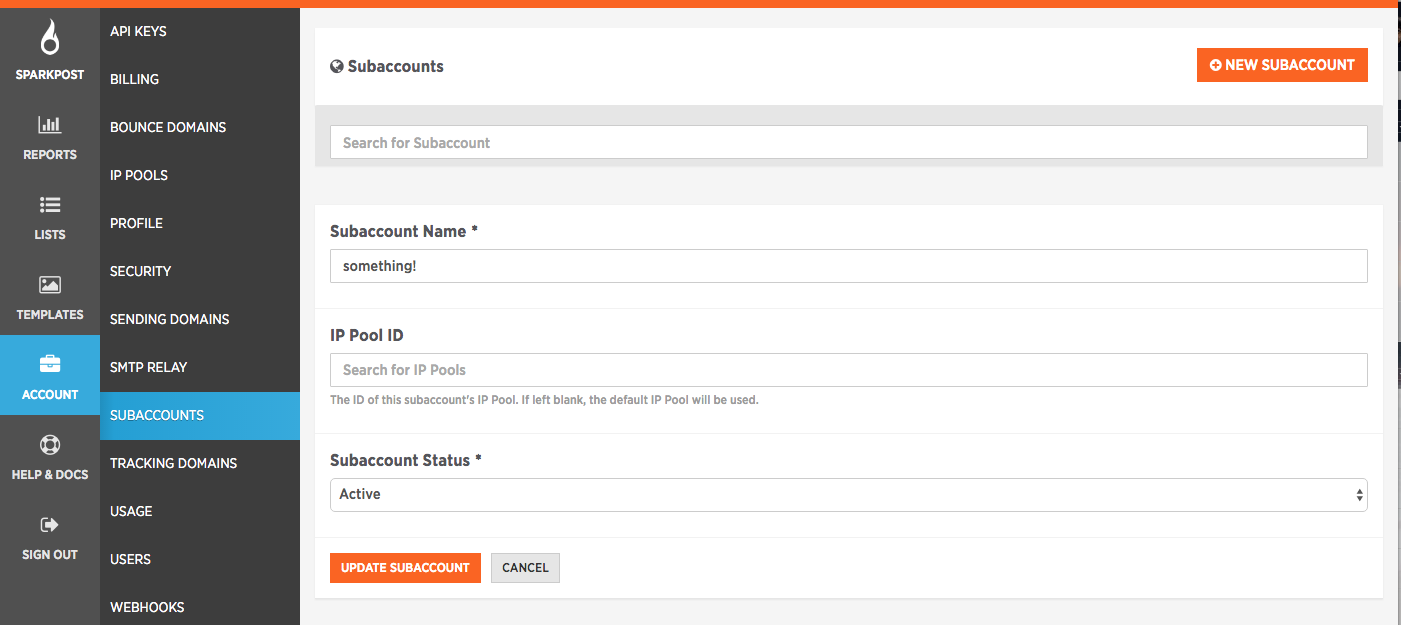 SPARKPOST
REPORTS
LISTS
TEMPLATES
ACCOUNT
HELP & DOCS
SIGN OUT
API KEYS
BILLING
BOUNCE DOMAINS
IP POOLS
PROFILE
SECURITY
SENDING DOMAINS
SMTP RELAY
SUBACCOUNTS
TRACKING DOMAINS
USAGE
USERS
WEBHOOKS
Subaccounts
NEW SUBACCOUNT
Search for Subaccount
Subaccount Name *
something!
IP Pool ID
Search for IP Pools
The ID of this subaccount's IP Pool. If left blank, the default IP Pool will be used.
Subaccount Status *
Active
UPDATE SUBACCOUNT
CANCEL